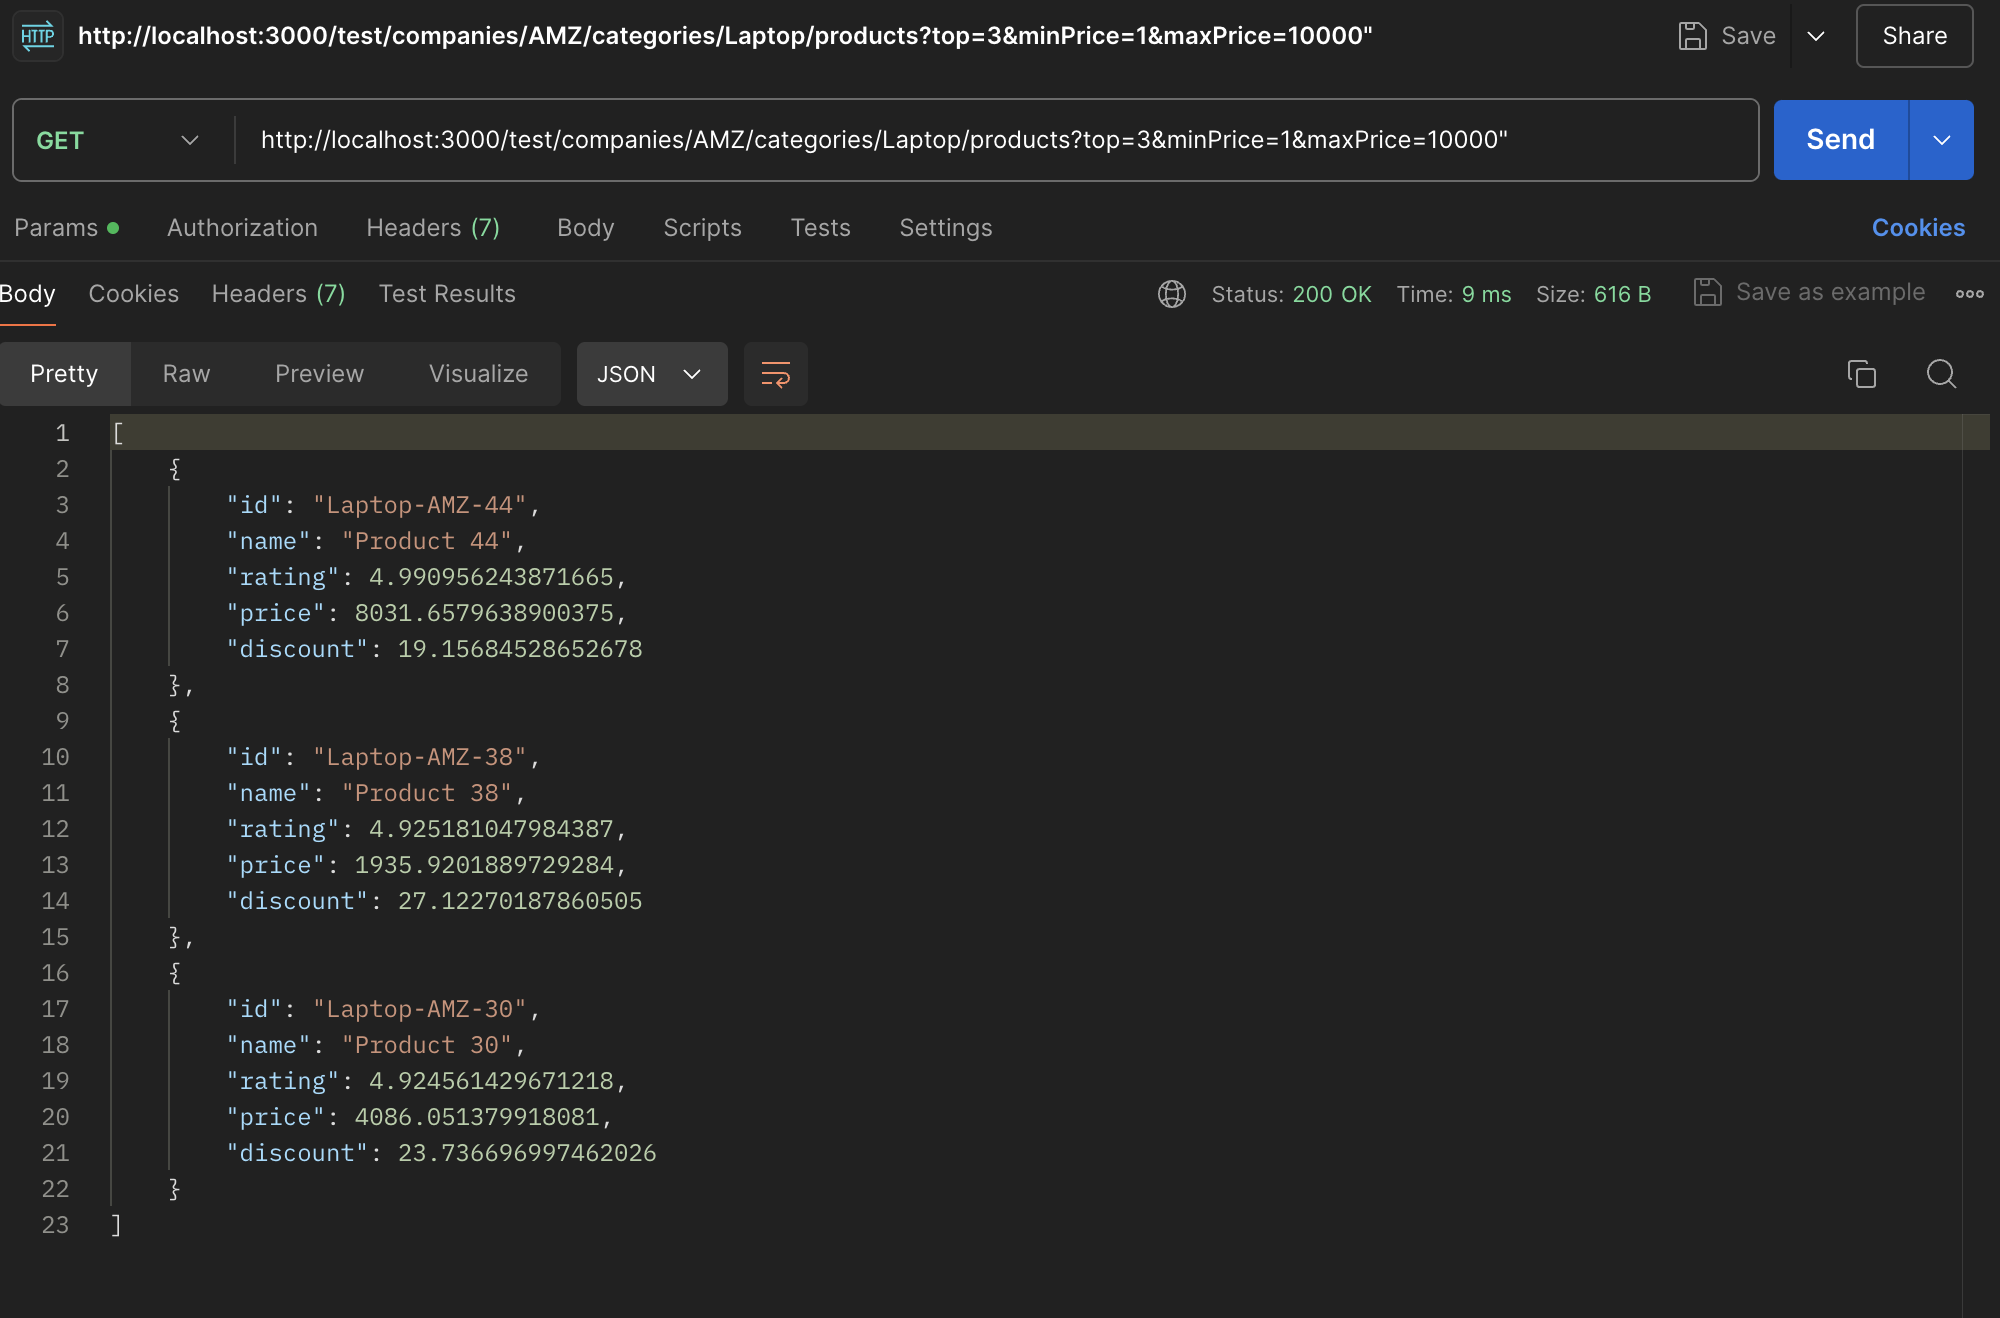 HTTP http://localhost:3000/test/companies/AMZ/categories/Laptop/products?top=3&minPrice=1&maxPrice=10000" Save Share
GET http://localhost:3000/test/companies/AMZ/categories/Laptop/products?top=3&minPrice=1&maxPrice=10000" Send
Params Authorization Headers (7) Body Scripts Tests Settings Cookies
Body Cookies Headers (7) Test Results Status: 200 OK Time: 9 ms Size: 616 B Save as example
Pretty Raw Preview Visualize JSON
1 [
2 {
3 "id": "Laptop-AMZ-44",
4 "name": "Product 44",
5 "rating": 4.990956243871665,
6 "price": 8031.6579638900375,
7 "discount": 19.15684528652678
8 },
9 {
10 "id": "Laptop-AMZ-38",
11 "name": "Product 38",
12 "rating": 4.925181047984387,
13 "price": 1935.9201889729284,
14 "discount": 27.12270187860505
15 },
16 {
17 "id": "Laptop-AMZ-30",
18 "name": "Product 30",
19 "rating": 4.924561429671218,
20 "price": 4086.051379918081,
21 "discount": 23.736696997462026
22 }
23 ]